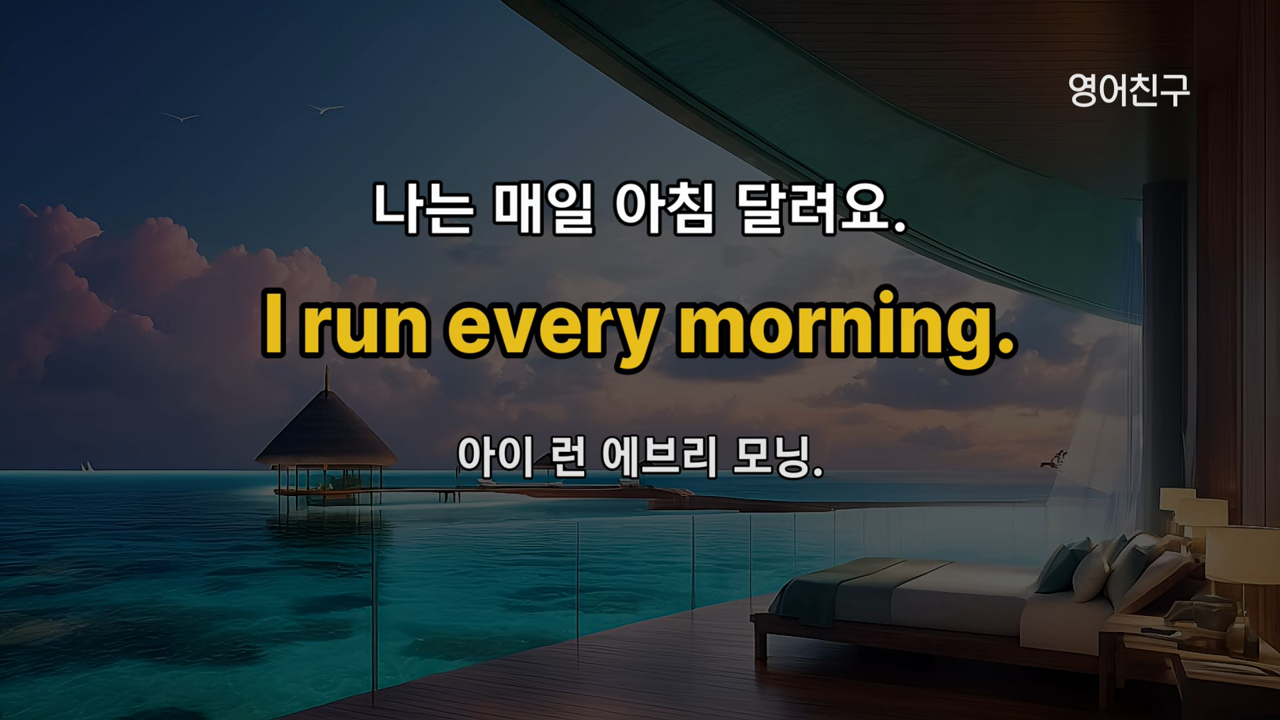 영어친구
나는 매일 아침 달려요.
I run every morning.
아이 런 에브리 모닝.